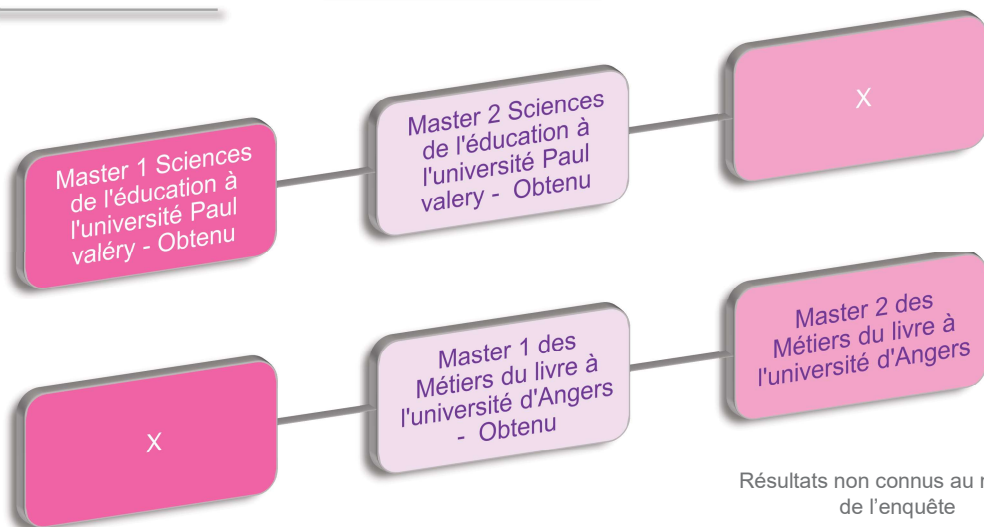 Master 1 Sciences
de l'éducation à
l'université Paul
valéry - Obtenu
Master 2 Sciences
de l'éducation à
l'université Paul
valery - Obtenu
X
X
Master 1 des
Métiers du livre à
l'université d'Angers
- Obtenu
Master 2 des
Métiers du livre à
l'université d'Angers
Résultats non connus au
de l’enquête